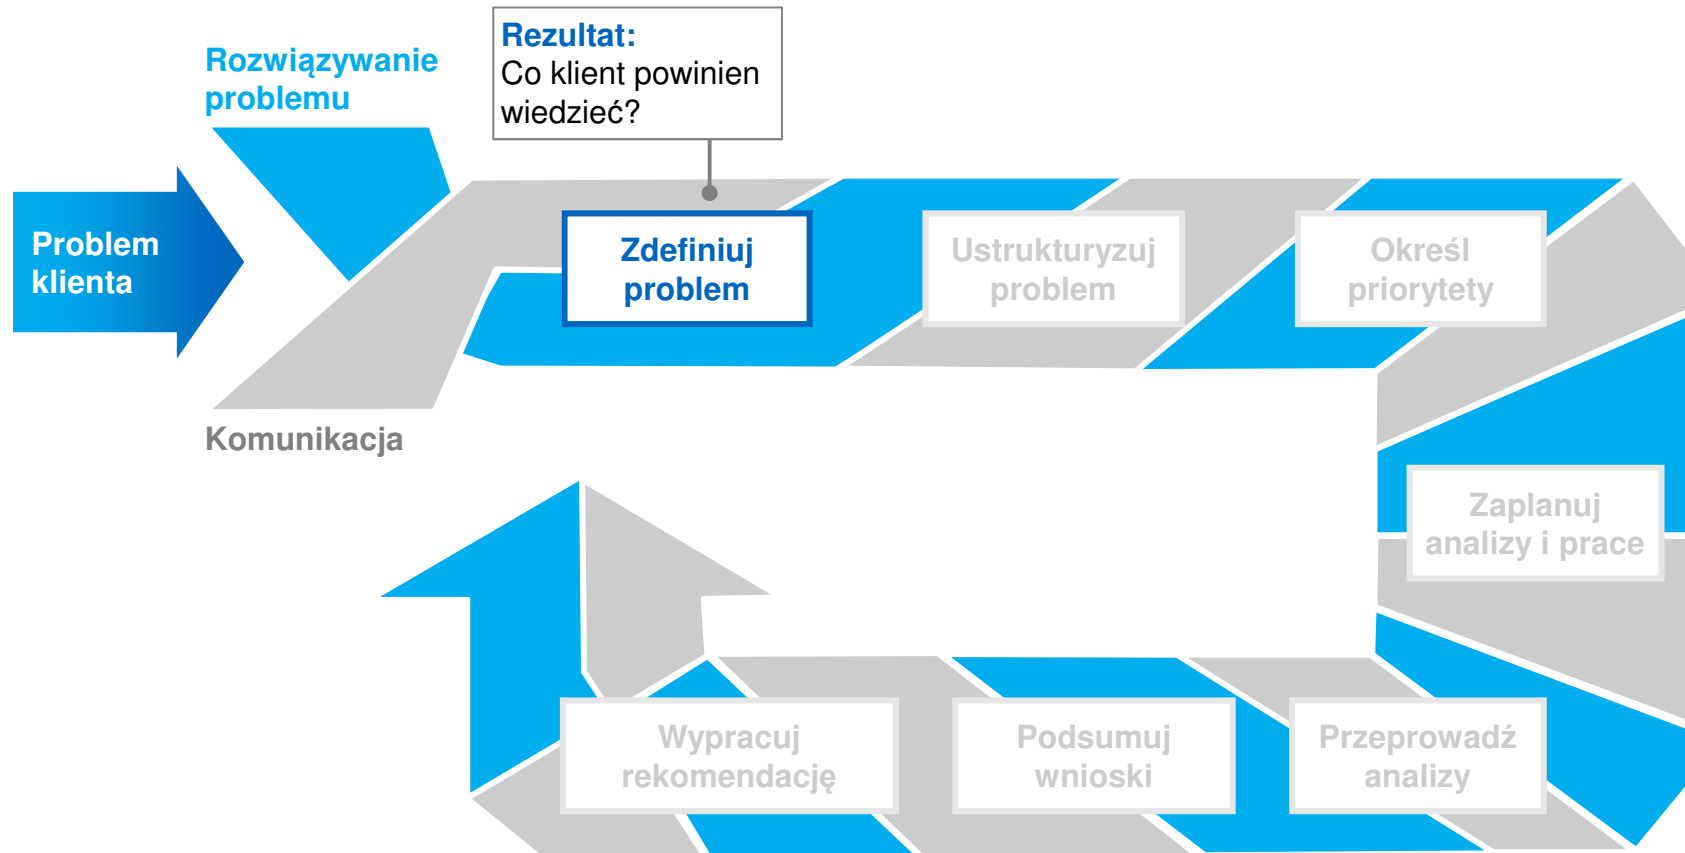 Rozwiązywanie
problemu
Rezultat:
Co klient powinien
wiedzieć?
Problem
klienta
Zdefiniuj
problem
Ustrukturyzuj
problem
Określ
priorytety
Komunikacja
Zaplanuj
analizy i prace
Wypracuj
rekomendację
Podsumuj
wnioski
Przeprowadź
analizy